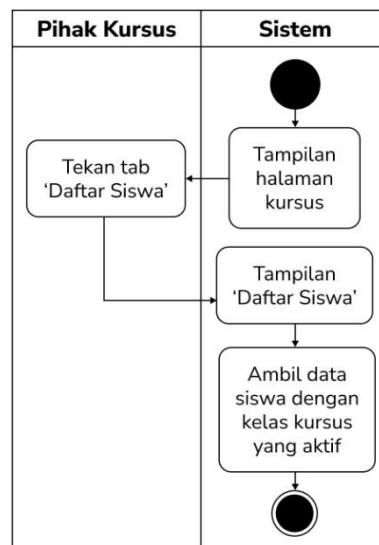 Pihak Kursus
Sistem
Tampilan
halaman
kursus
Tekan tab
‘Daftar Siswa’
Tampilan
‘Daftar Siswa’
Ambil data
siswa dengan
kelas kursus
yang aktif